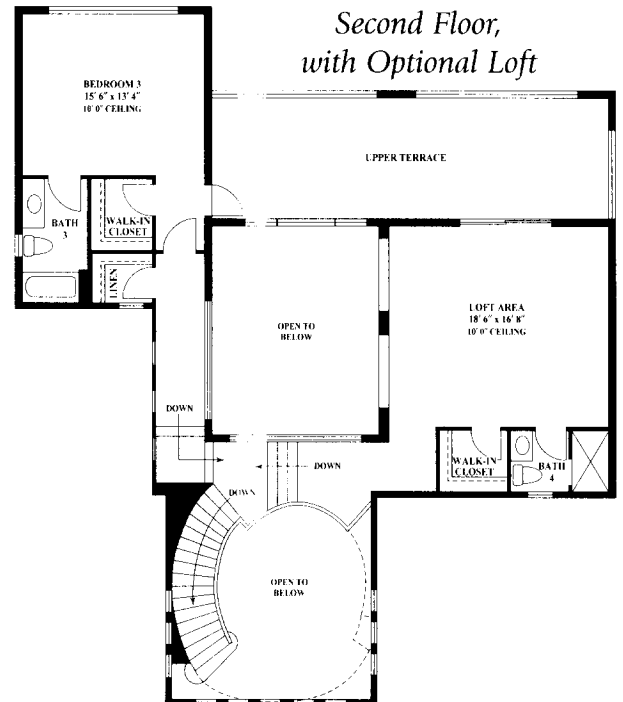 Second Floor,
with Optional Loft
BEDROOM 3
15' 6" x 13' 4"
10' 0" CEILING
UPPER TERRACE
BATH
3
WALK-IN
CLOSET
LINEN
OPEN TO
BELOW
LOFT AREA
18' 6" x 16' 8"
10' 0" CEILING
DOWN
DOWN
DOWN
WALK-IN
CLOSET
BATH
4
OPEN TO
BELOW